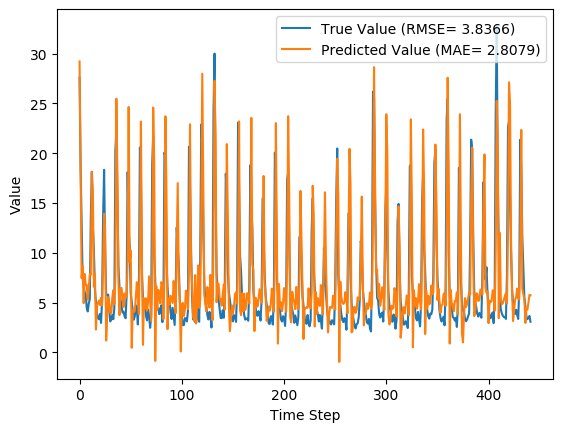 True Value (RMSE= 3.8366)
Predicted Value (MAE= 2.8079)
30
25
20
15
10
5
0
Value
0 100 200 300 400
Time Step